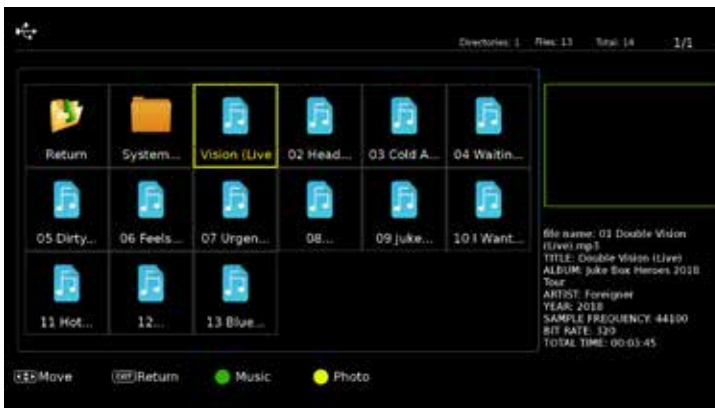 Directories: 1 Files: 13 Total: 14 1/1
Return System... Vision (Live 02 Head... 03 Cold A... 04 Waitin...
05 Dirty... 06 Feels... 07 Urgen... 08... 09 Juke... 10 I Want...
11 Hot... 12... 13 Blue...
file name: 01 Double Vision
(Live).mp3
TITLE: Double Vision (Live)
ALBUM: Juke Box Heroes 2018
Tour
ARTIST: Foreigner
YEAR: 2018
SAMPLE FREQUENCY: 44100
BIT RATE: 320
TOTAL TIME: 00:05:45
Move EXIT Return Music Photo